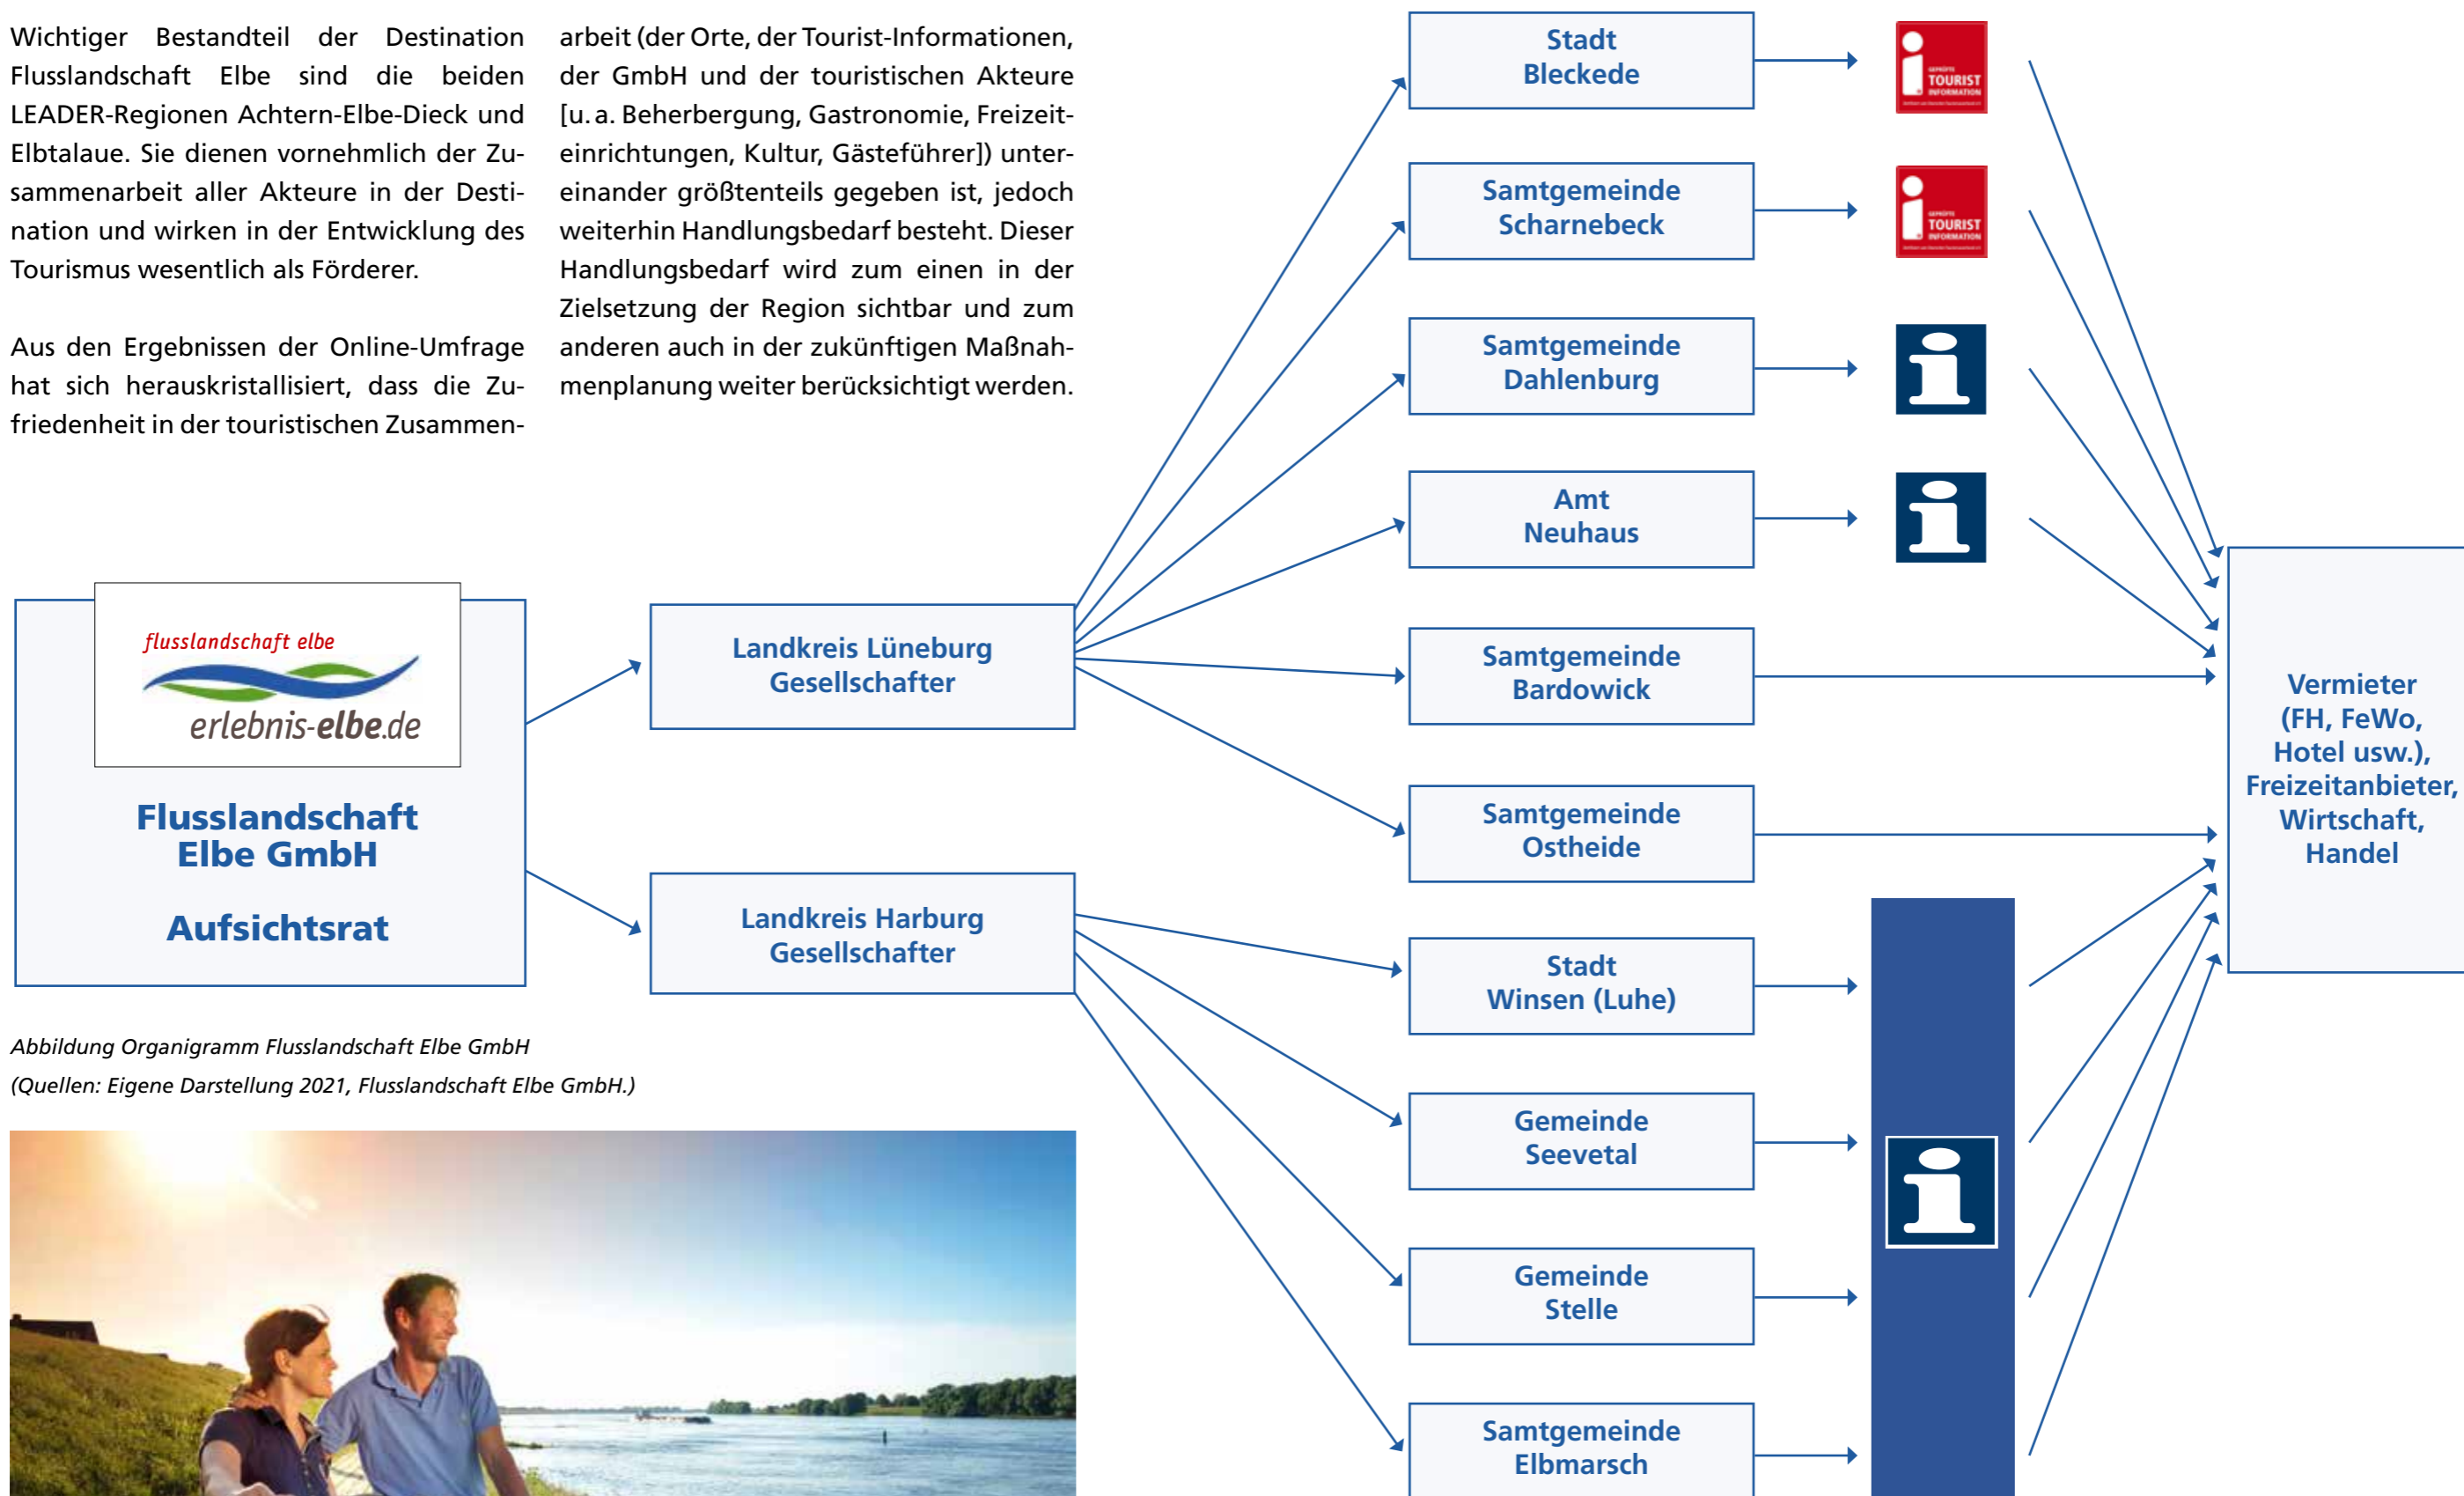 Wichtiger Bestandteil der Destination
Flusslandschaft Elbe sind die beiden
LEADER-Regionen Achtern-Elbe-Dieck und
Elbtalaue. Sie dienen vornehmlich der Zu-
sammenarbeit aller Akteure in der Desti-
nation und wirken in der Entwicklung des
Tourismus wesentlich als Förderer.
Aus den Ergebnissen der Online-Umfrage
hat sich herauskristallisiert, dass die Zu-
friedenheit in der touristischen Zusammen-
arbeit (der Orte, der Tourist-Informationen,
der GmbH und der touristischen Akteure
[u. a. Beherbergung, Gastronomie, Freizeit-
einrichtungen, Kultur, Gästeführer]) unter-
einander größtenteils gegeben ist, jedoch
weiterhin Handlungsbedarf besteht. Dieser
Handlungsbedarf wird zum einen in der
Zielsetzung der Region sichtbar und zum
anderen auch in der zukünftigen Maßnah-
menplanung weiter berücksichtigt werden.
flusslandschaft elbe
erlebnis-elbe.de
Flusslandschaft
Elbe GmbH
Aufsichtsrat
Landkreis Lüneburg
Gesellschafter
Landkreis Harburg
Gesellschafter
Stadt
Bleckede
i
GEPRÜFTE
TOURIST
INFORMATION
Samtgemeinde
Scharnebeck
i
GEPRÜFTE
TOURIST
INFORMATION
Samtgemeinde
Dahlenburg
i
Amt
Neuhaus
i
Samtgemeinde
Bardowick
Samtgemeinde
Ostheide
Stadt
Winsen (Luhe)
Gemeinde
Seevetal
i
Gemeinde
Stelle
Samtgemeinde
Elbmarsch
Vermieter
(FH, FeWo,
Hotel usw.),
Freizeitanbieter,
Wirtschaft,
Handel
Abbildung Organigramm Flusslandschaft Elbe GmbH
(Quellen: Eigene Darstellung 2021, Flusslandschaft Elbe GmbH.)